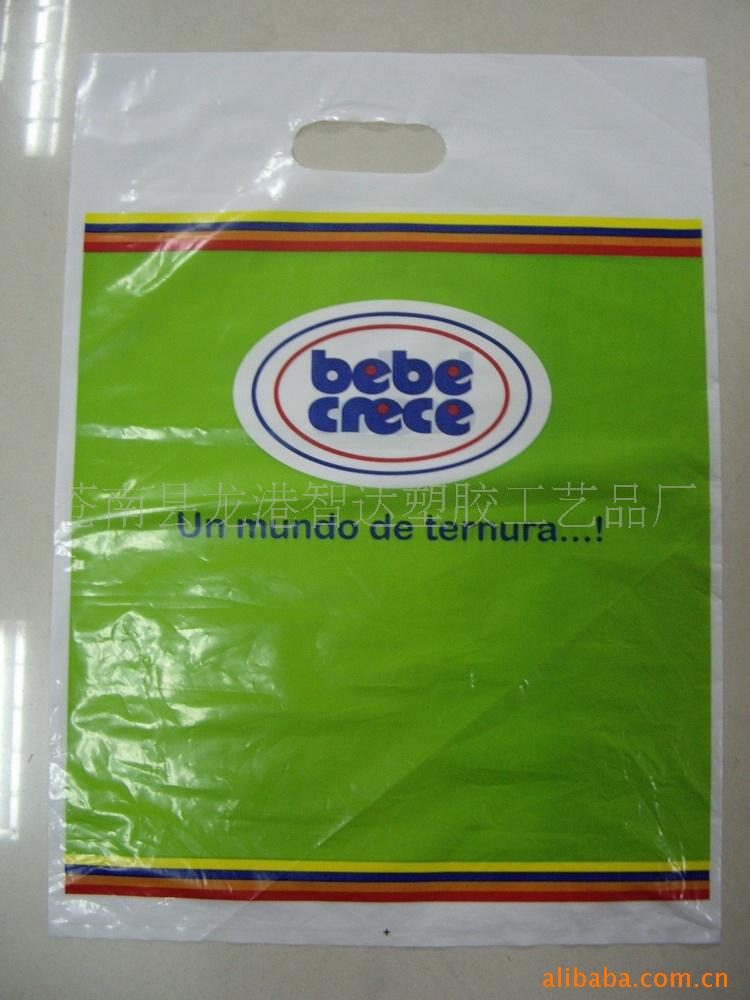 bebe
crece
苍南县龙港智达塑胶工艺品厂
Un mundo de ternura...!
alibaba.com.cn